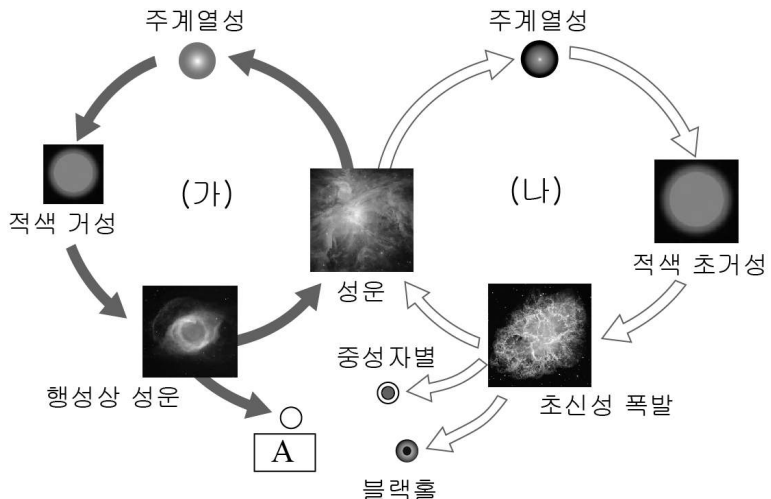 주계열성
주계열성
(가)
(나)
적색 거성
적색 초거성
성운
중성자별
행성상 성운
초신성 폭발
A
블랙홀